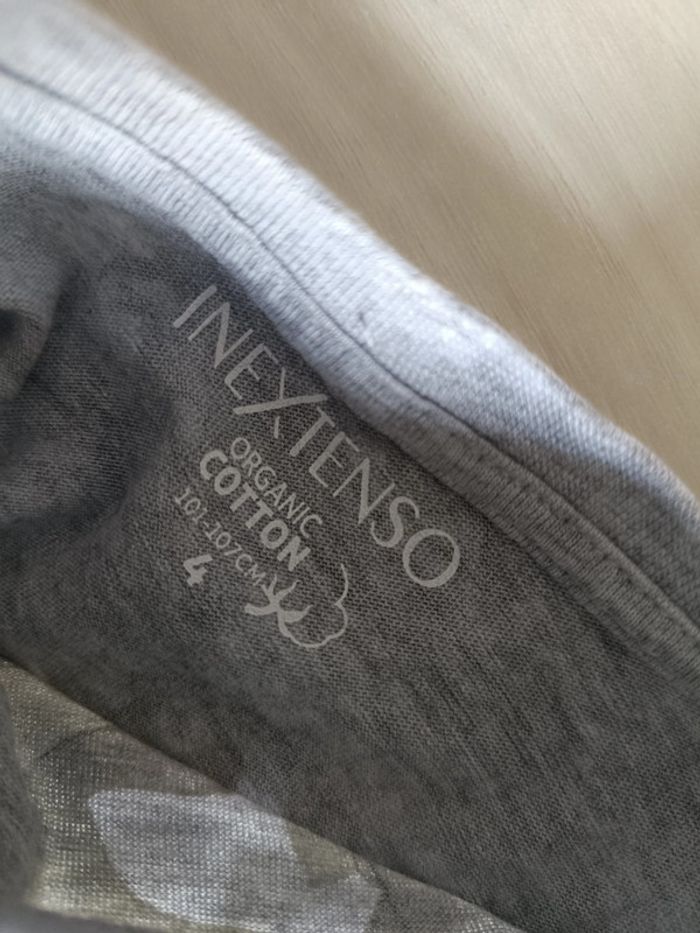 INEXTENSO
ORGANIC
COTTON
101-107CM
4